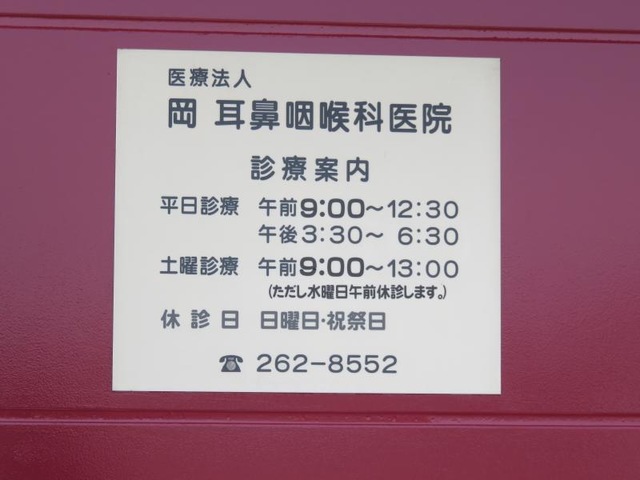 医療法人
岡 耳鼻咽喉科医院
診療案内
平日診療 午前9:00～12:30
午後3:30～ 6:30
土曜診療 午前9:00～13:00
(ただし水曜日午前休診します。)
休診日 日曜日・祝祭日
☎ 262-8552